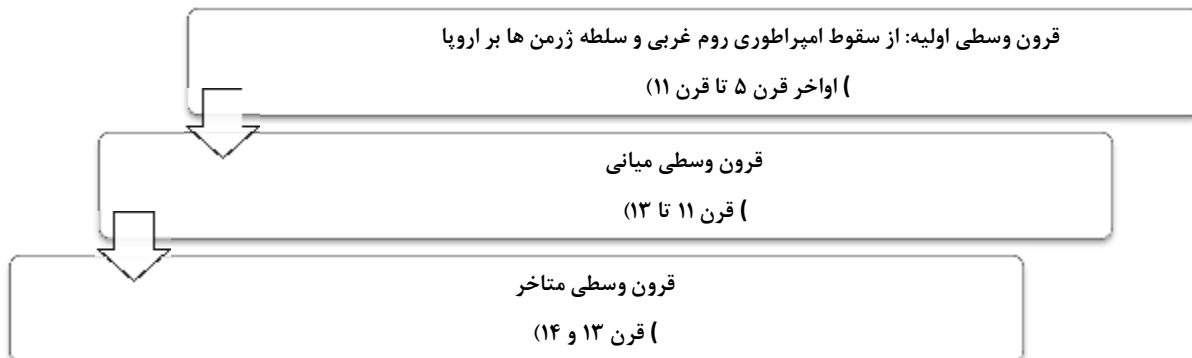 قرون وسطی اولیه: از سقوط امپراطوری روم غربی و سلطه ژرمن ها بر اروپا
) اواخر قرن ۵ تا قرن ۱۱)
قرون وسطی میانی
) قرن ۱۱ تا ۱۳)
قرون وسطی متاخر
) قرن ۱۳ و ۱۴)